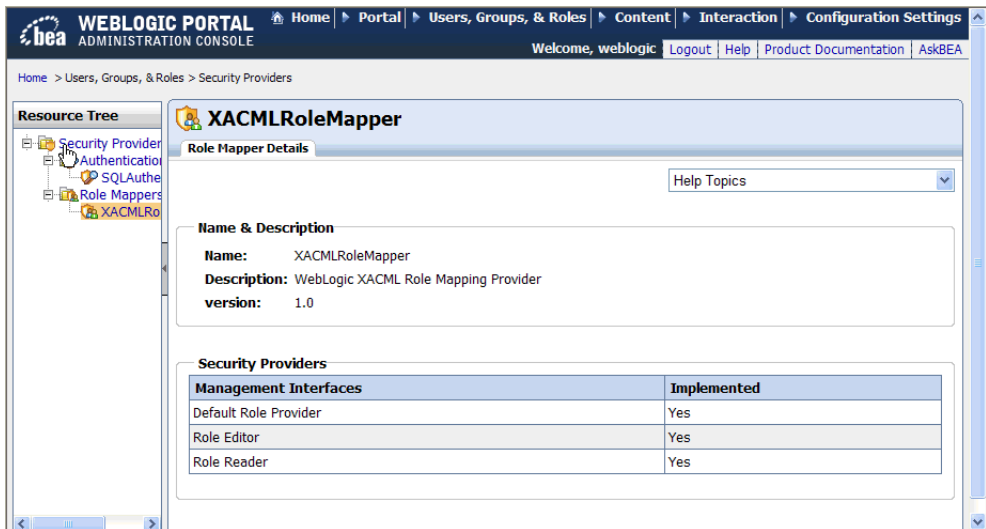 bea WEBLOGIC PORTAL Home Portal Users, Groups, & Roles Content Interaction Configuration Settings
ADMINISTRATION CONSOLE
Welcome, weblogic Logout Help Product Documentation AskBEA
Home > Users, Groups, & Roles > Security Providers
Resource Tree
Security Provider
Authentication
SQLAuthe
Role Mappers
XACMLRo
XACMLRoleMapper
Role Mapper Details
Help Topics
Name & Description
Name: XACMLRoleMapper
Description: WebLogic XACML Role Mapping Provider
version: 1.0
Security Providers
Management Interfaces Implemented
Default Role Provider Yes
Role Editor Yes
Role Reader Yes